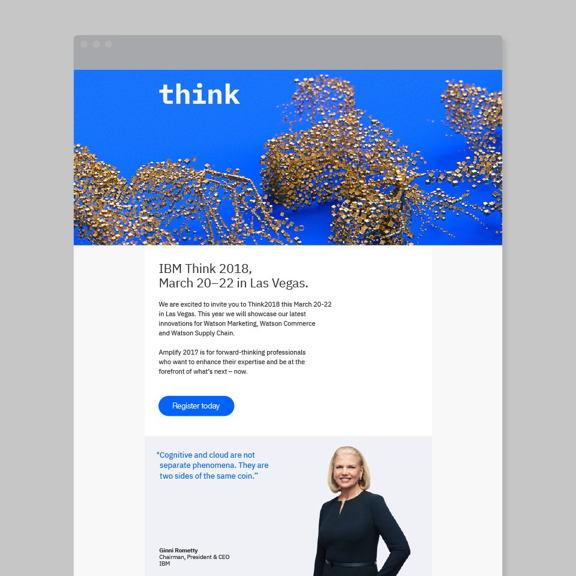 think
IBM Think 2018,
March 20–22 in Las Vegas.
We are excited to invite you to Think2018 this March 20-22
in Las Vegas. This year we will showcase our latest
innovations for Watson Marketing, Watson Commerce
and Watson Supply Chain.
Amplify 2017 is for forward-thinking professionals
who want to enhance their expertise and be at the
forefront of what's next – now.
Register today
“Cognitive and cloud are not
separate phenomena. They are
two sides of the same coin.”
Ginni Rometty
Chairman, President & CEO
IBM